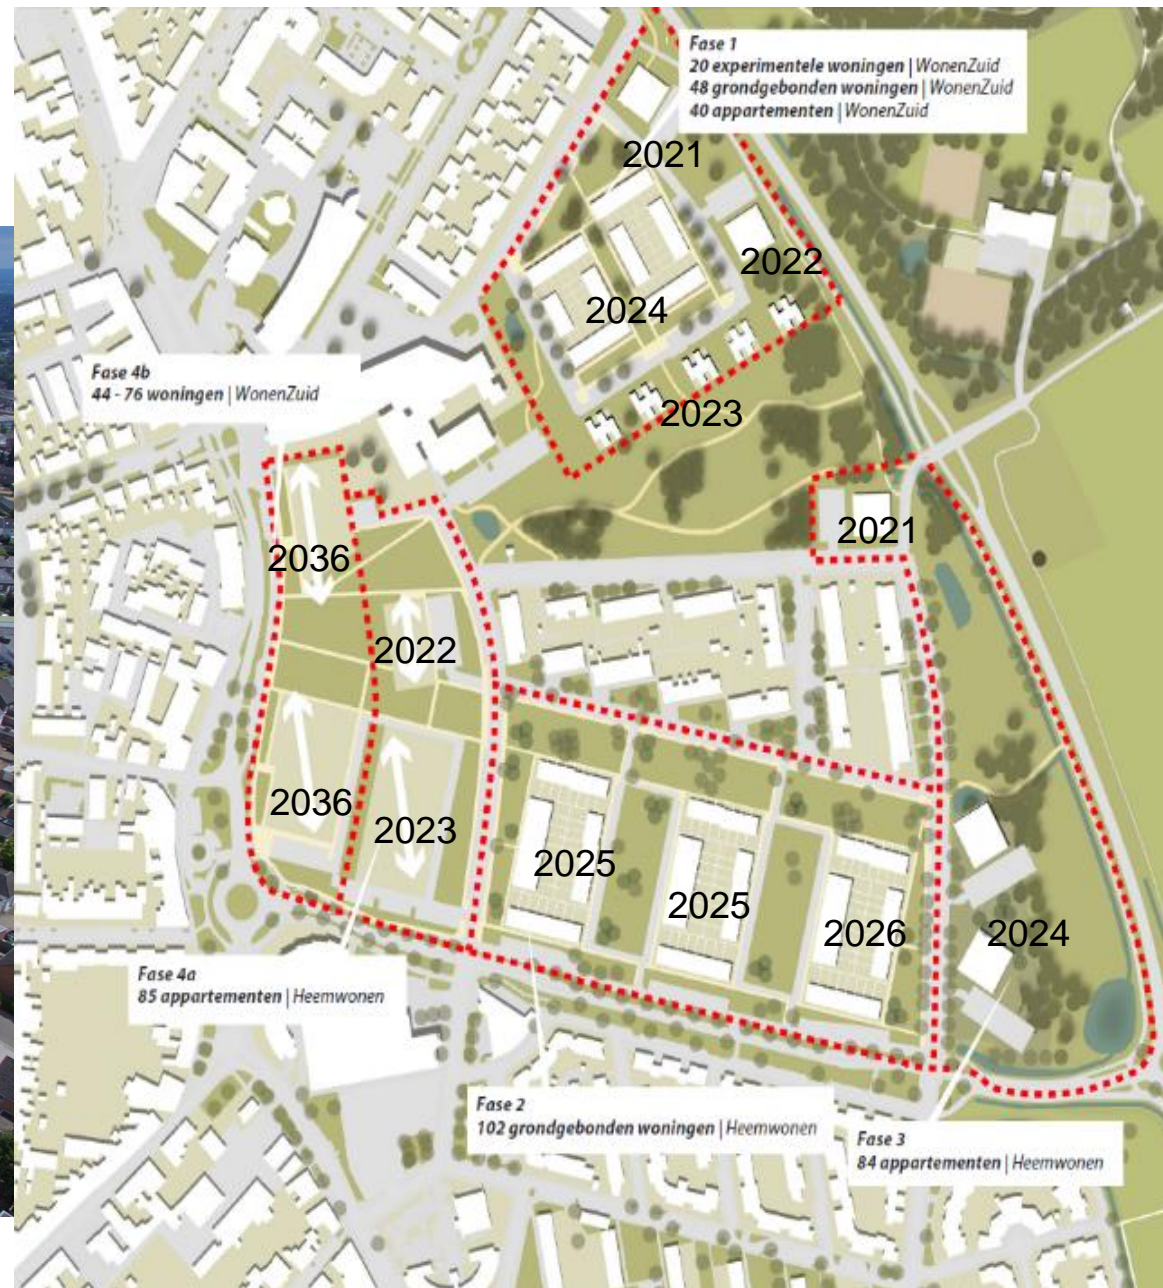 Fase 1
20 experimentele woningen | WonenZuid
48 grondgebonden woningen | WonenZuid
40 appartementen | WonenZuid
2021
2022
2024
Fase 4b
44 - 76 woningen | WonenZuid
2023
2021
2036
2022
2036
2023
2025
2025
2026
2024
Fase 4a
85 appartementen | Heemwonen
Fase 2
102 grondgebonden woningen | Heemwonen
Fase 3
84 appartementen | Heemwonen